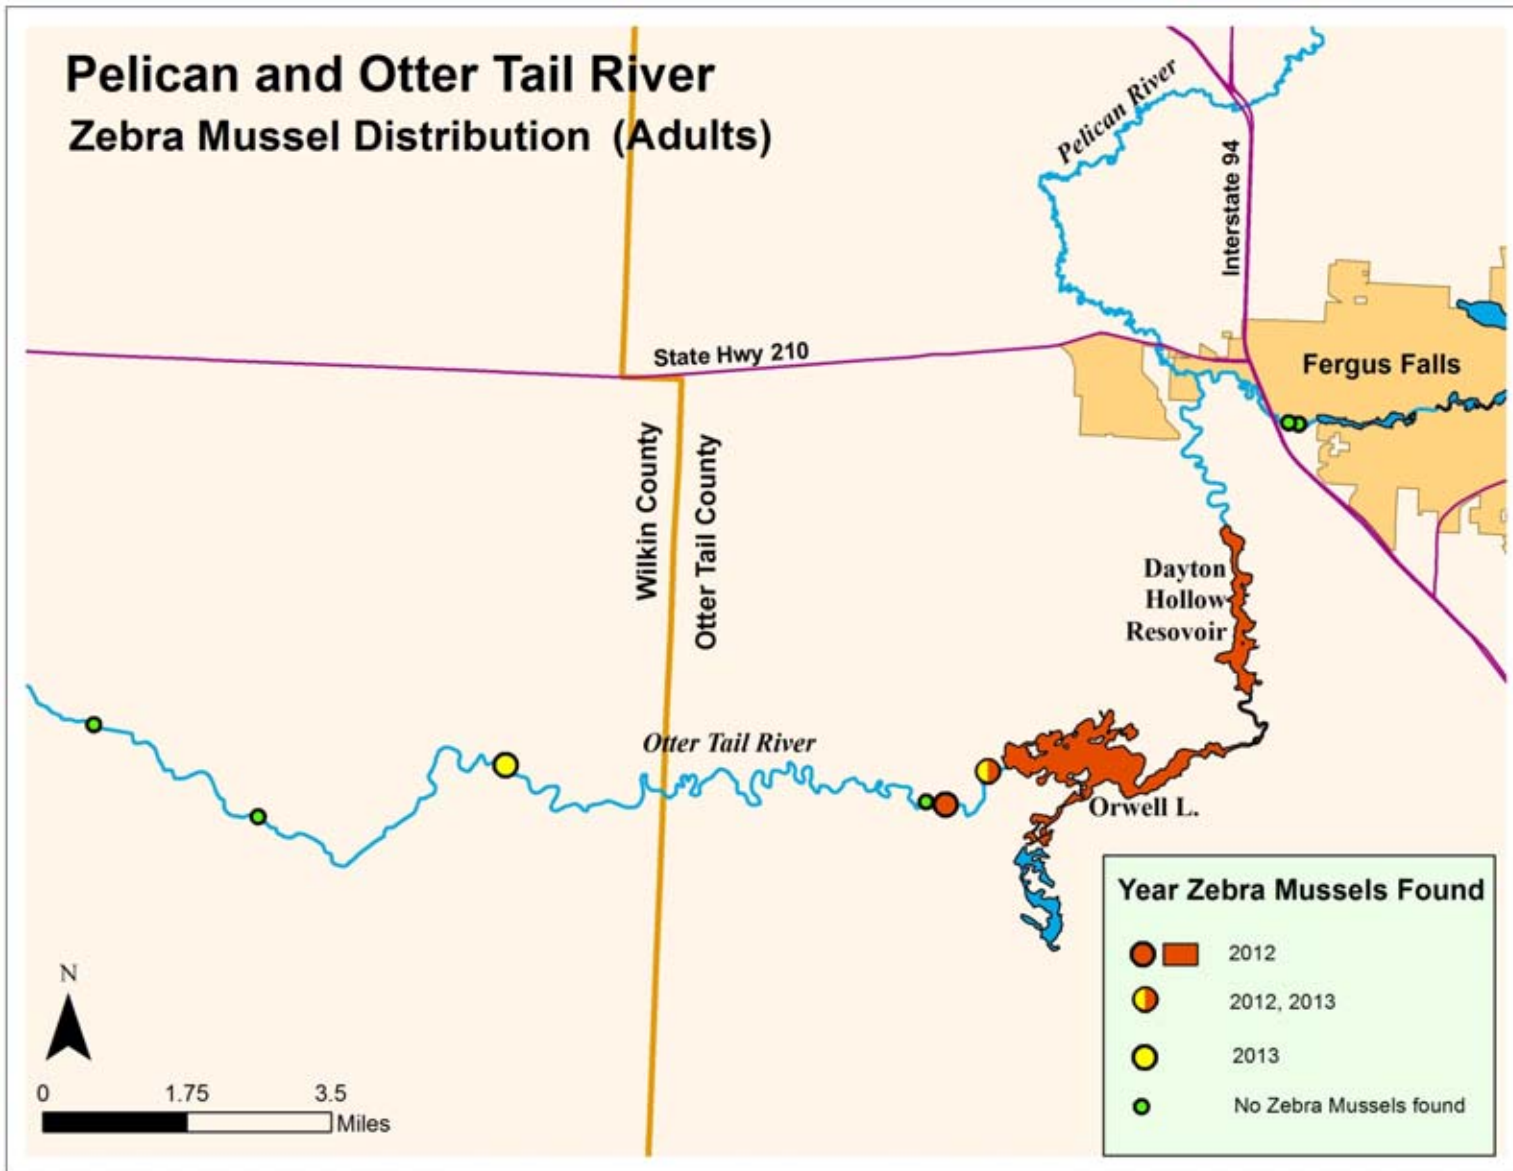 Pelican and Otter Tail River
Zebra Mussel Distribution (Adults)
Pelican River
Interstate 94
State Hwy 210
Fergus Falls
Wilkin County
Otter Tail County
Dayton
Hollow
Resovoir
Otter Tail River
Orwell L.
Year Zebra Mussels Found
2012
2012, 2013
2013
No Zebra Mussels found
N
0 1.75 3.5
Miles